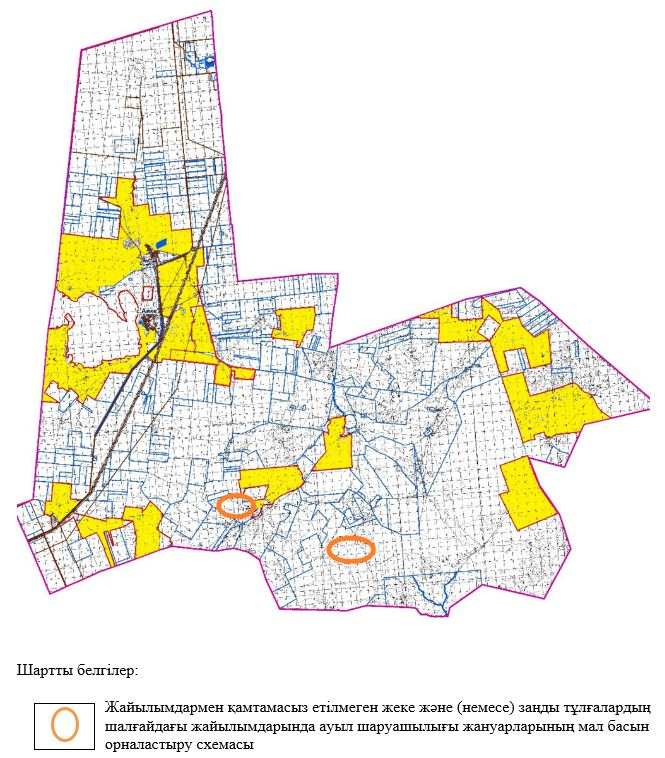 Шартты белгілер:
Жайылымдармен қамтамасыз етілмеген жеке және (немесе) заңды тұлғалардың
шалғайдағы жайылымдарында ауыл шаруашылығы жануарларының мал басын
орналастыру схемасы